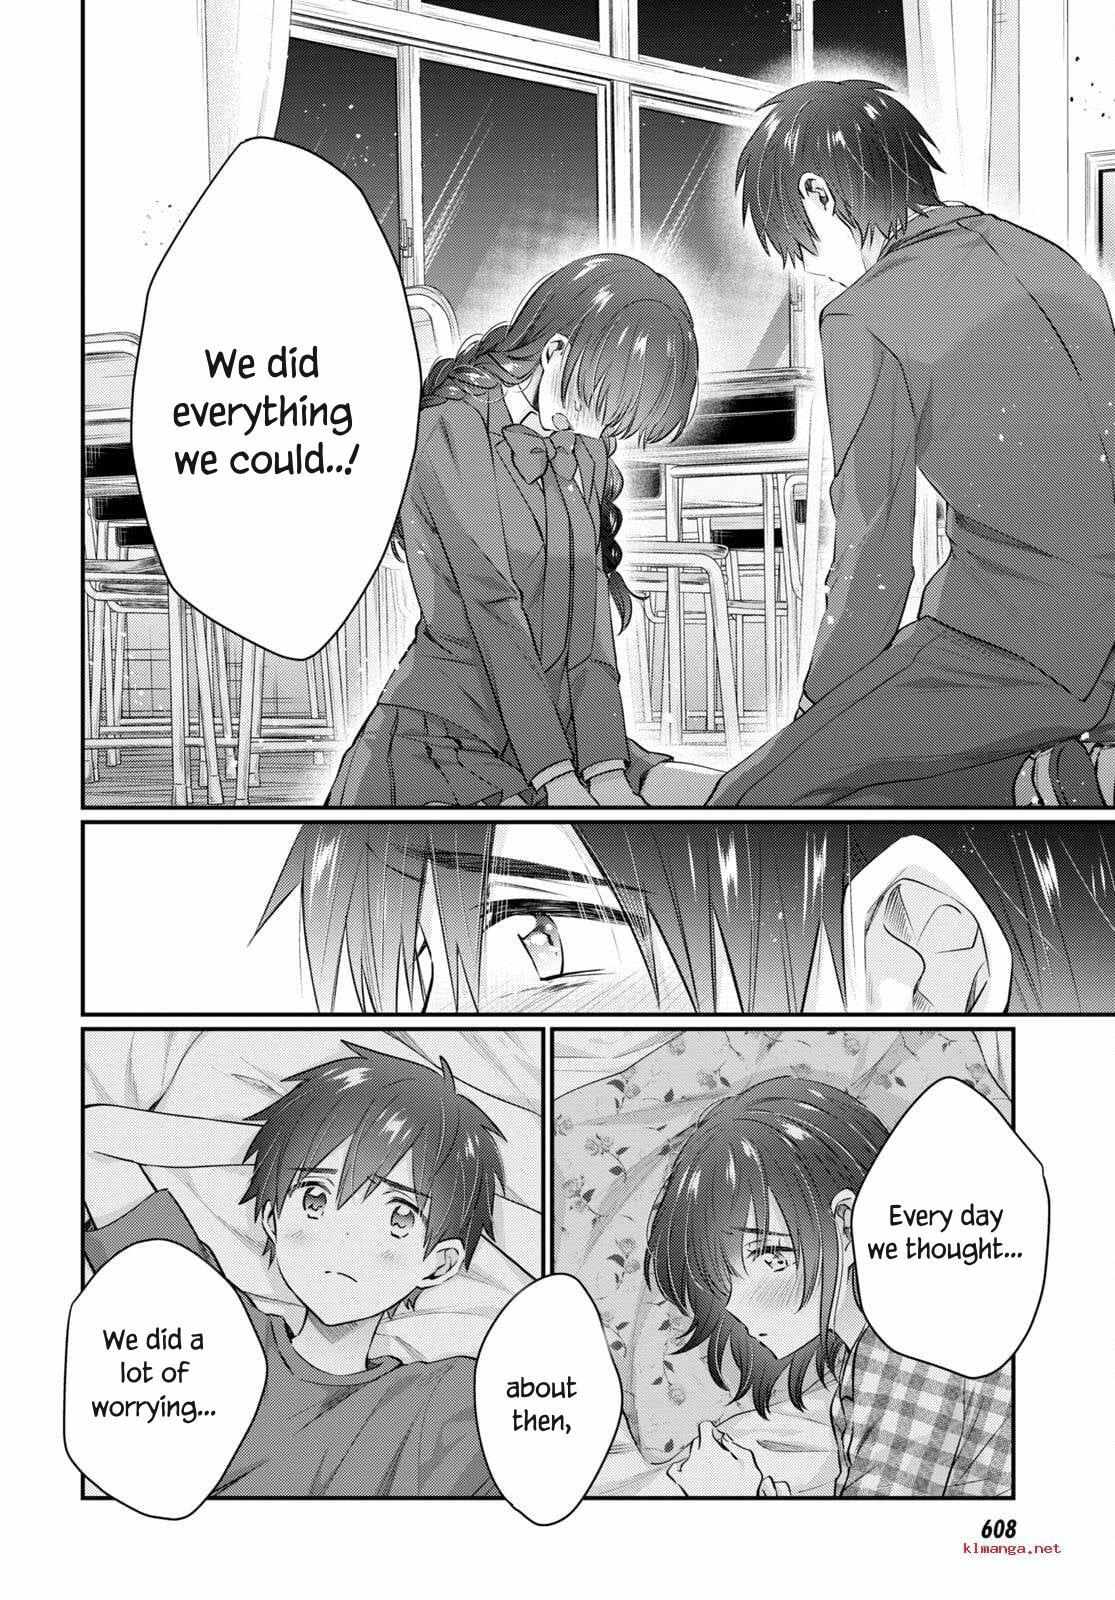 We did
everything
we could..!
Every day
we thought...
about
then,
We did a
lot of
worrying...
608
klmanga.net